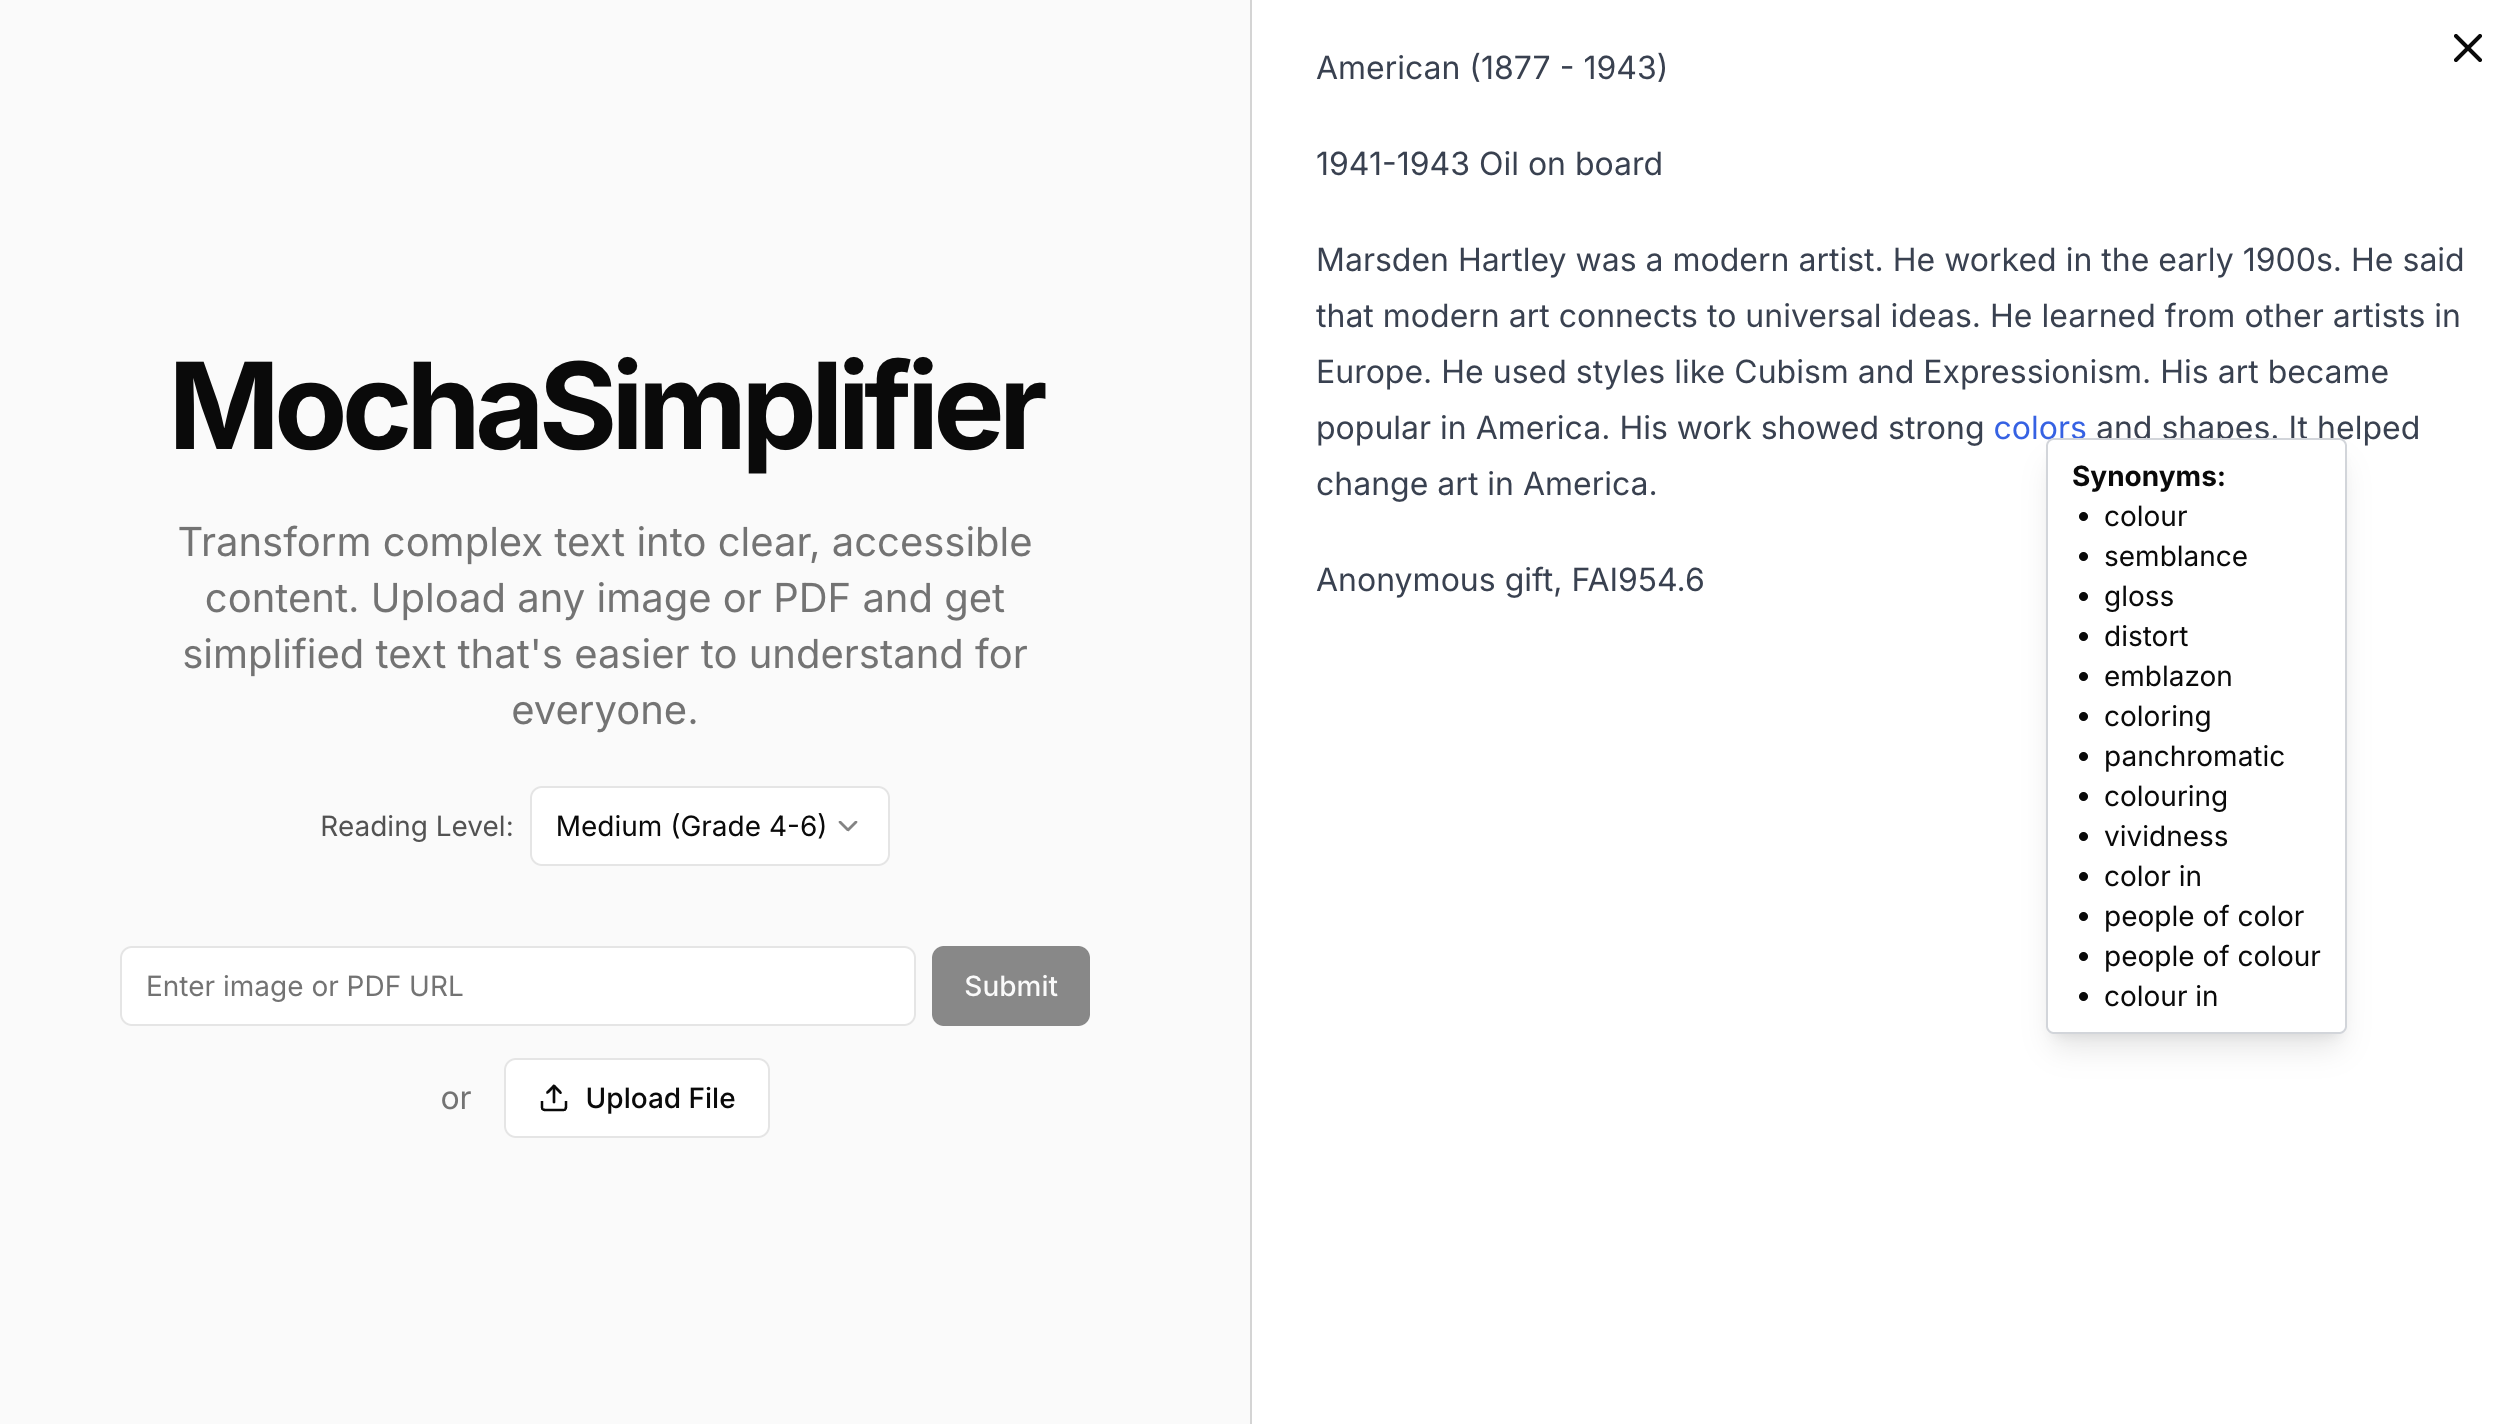 MochaSimplifier
Transform complex text into clear, accessible
content. Upload any image or PDF and get
simplified text that's easier to understand for
everyone.
Reading Level:
Medium (Grade 4-6)
Enter image or PDF URL
Submit
or
Upload File
American (1877 - 1943)
1941-1943 Oil on board
Marsden Hartley was a modern artist. He worked in the early 1900s. He said
that modern art connects to universal ideas. He learned from other artists in
Europe. He used styles like Cubism and Expressionism. His art became
popular in America. His work showed strong colors and shapes. It helped
change art in America.
Anonymous gift, FAI954.6
Synonyms:
• colour
• semblance
• gloss
• distort
• emblazon
• coloring
• panchromatic
• colouring
• vividness
• color in
• people of color
• people of colour
• colour in